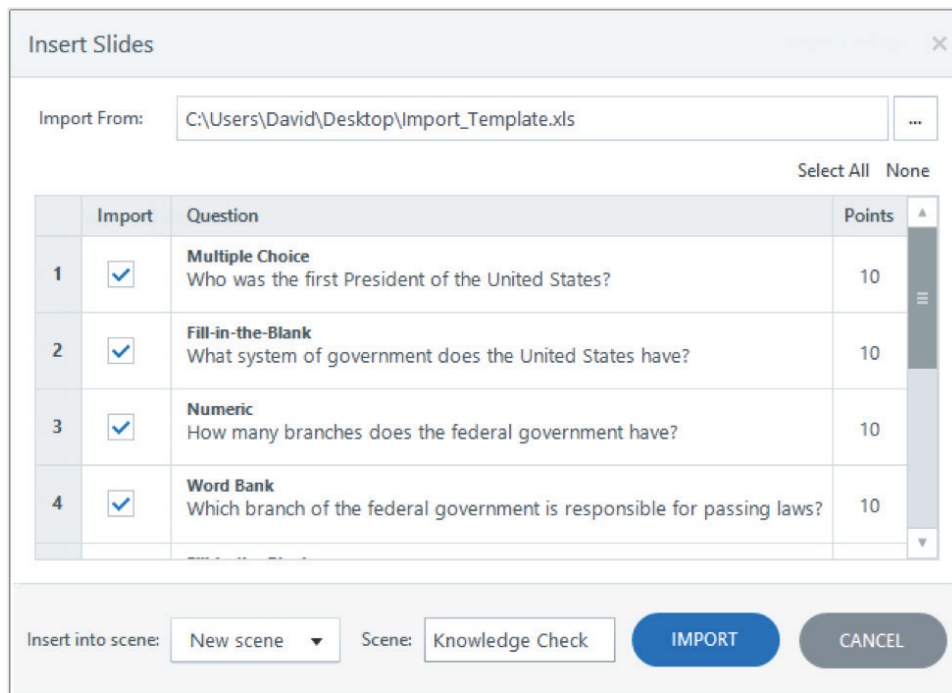 Insert Slides
Import From: C:\Users\David\Desktop\Import_Template.xls ...
Select All None
Import Question Points
1 Multiple Choice
Who was the first President of the United States? 10
2 Fill-in-the-Blank
What system of government does the United States have? 10
3 Numeric
How many branches does the federal government have? 10
4 Word Bank
Which branch of the federal government is responsible for passing laws? 10
Insert into scene: New scene Scene: Knowledge Check IMPORT CANCEL